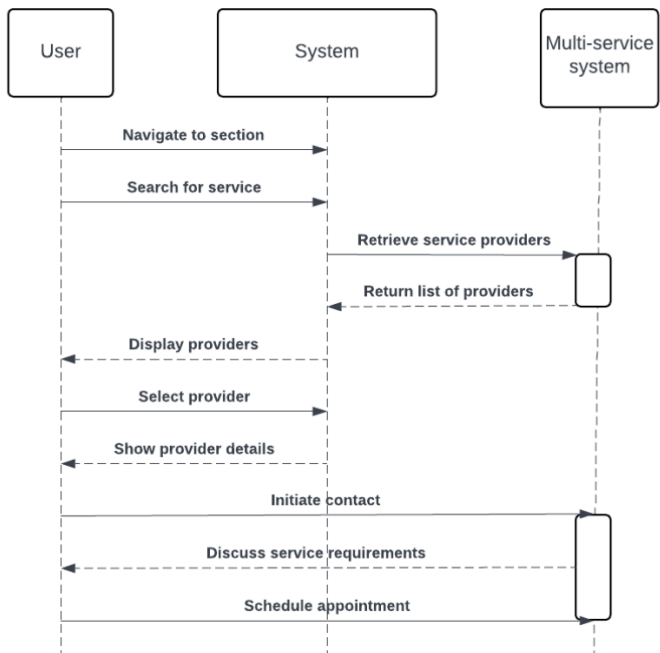 User
System
Multi-service
system
Navigate to section
Search for service
Retrieve service providers
Return list of providers
Display providers
Select provider
Show provider details
Initiate contact
Discuss service requirements
Schedule appointment